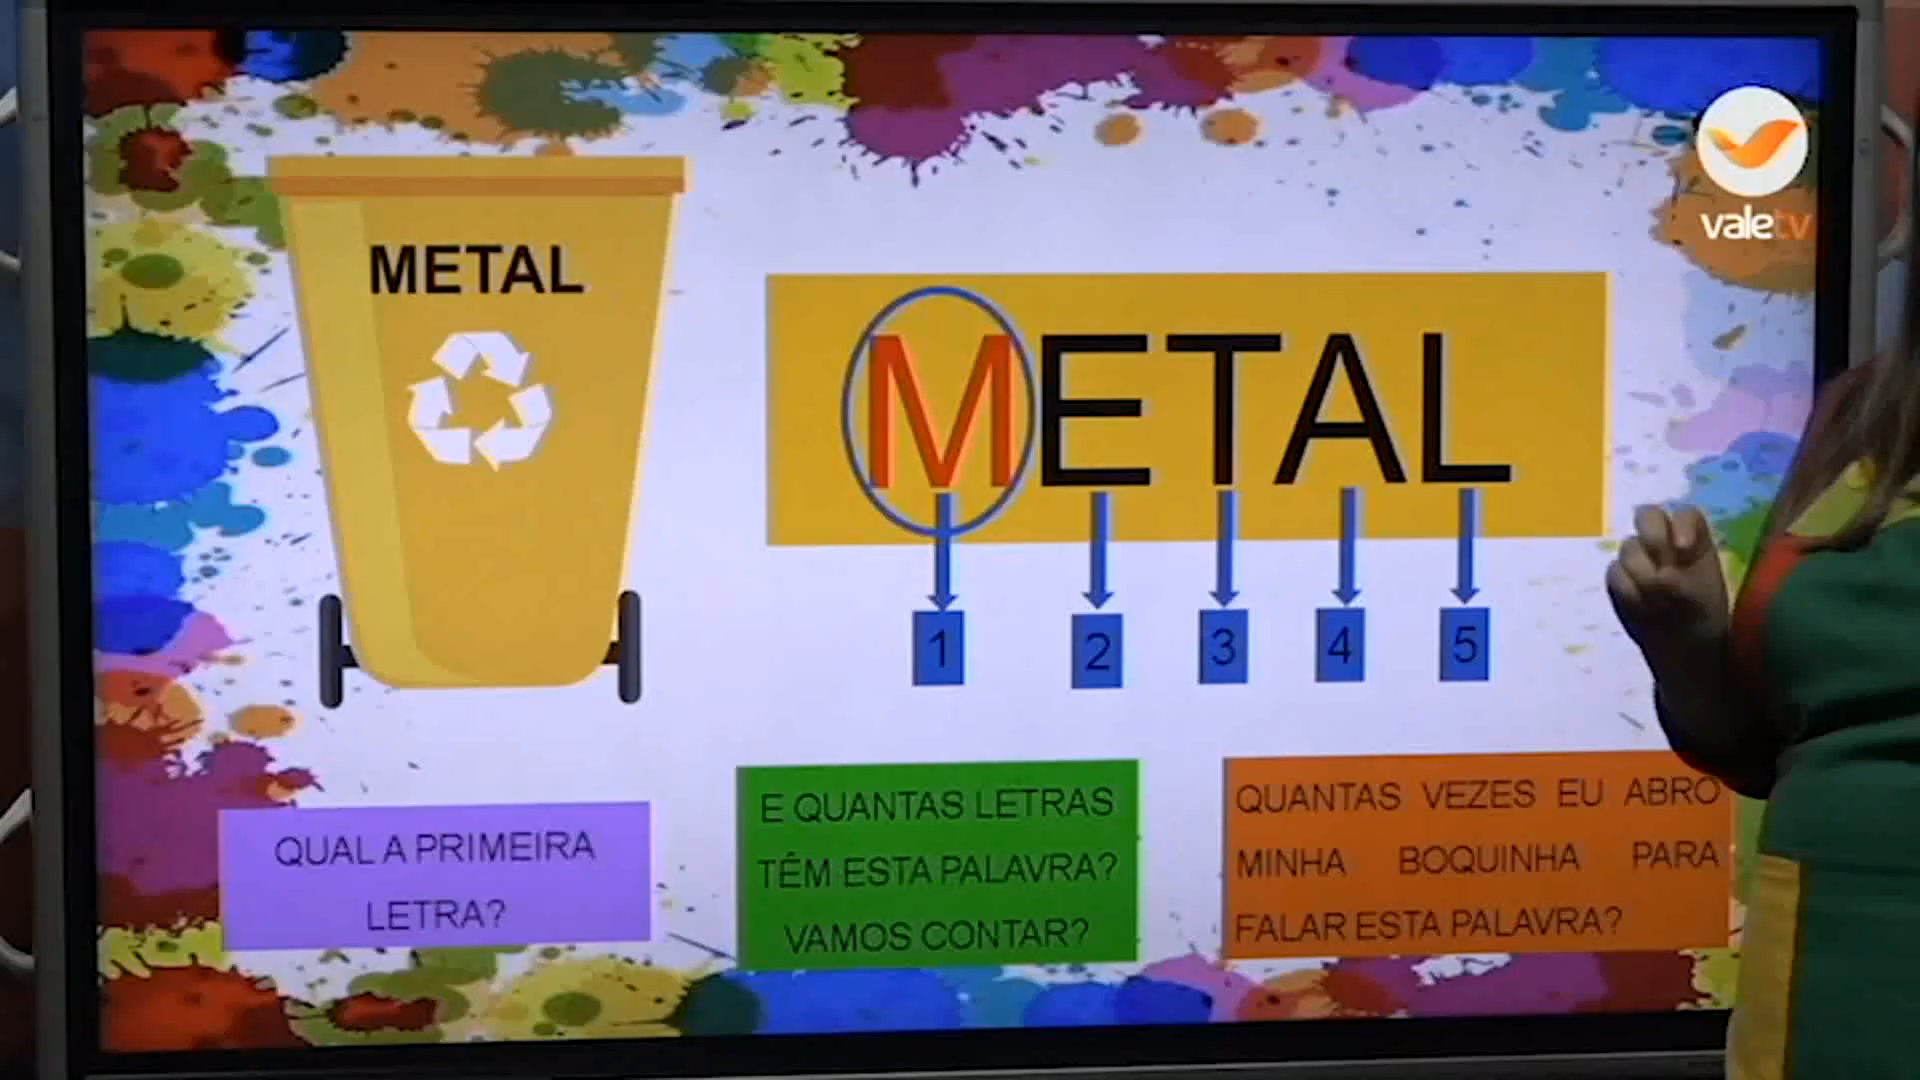 valetv
METAL
METAL
1 2 3 4 5
QUAL A PRIMEIRA
LETRA?
E QUANTAS LETRAS
TÊM ESTA PALAVRA?
VAMOS CONTAR?
QUANTAS VEZES EU ABRO
MINHA BOQUINHA PARA
FALAR ESTA PALAVRA?